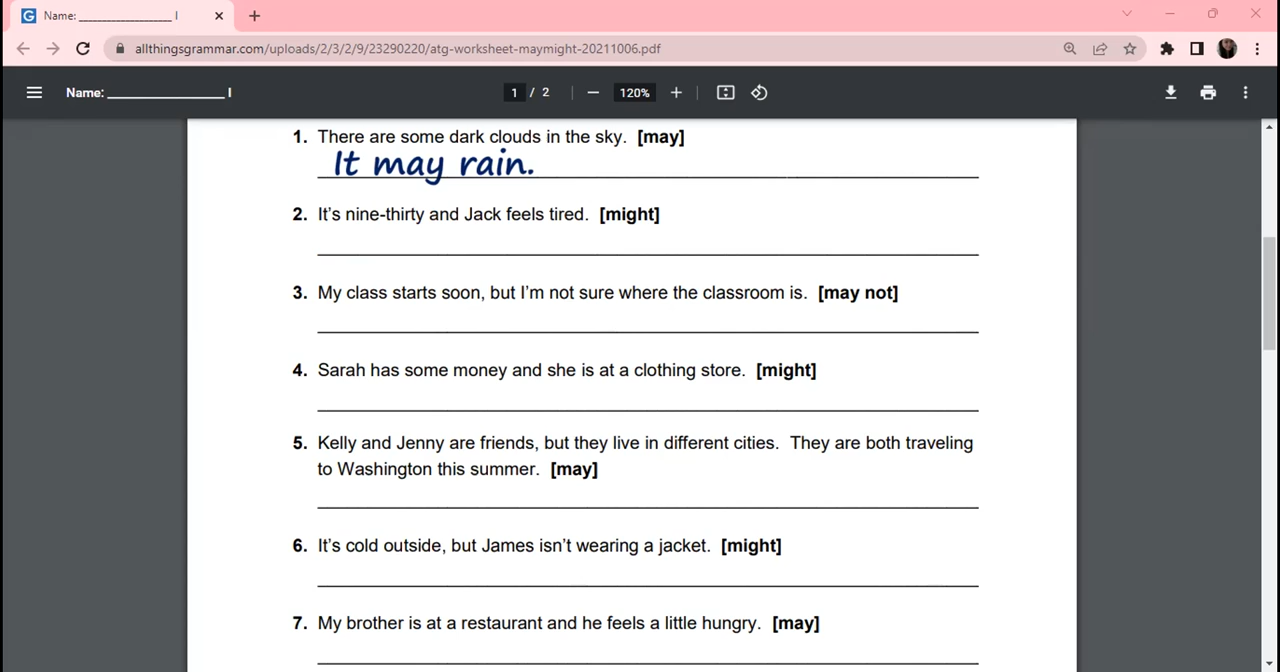 Name: ________________ I
allthingsgrammar.com/uploads/2/3/2/9/23290220/atg-worksheet-maymight-20211006.pdf
Name: ________________ I
1 / 2
120%
1. There are some dark clouds in the sky. [may]
It may rain.
2. It's nine-thirty and Jack feels tired. [might]
3. My class starts soon, but I'm not sure where the classroom is. [may not]
4. Sarah has some money and she is at a clothing store. [might]
5. Kelly and Jenny are friends, but they live in different cities. They are both traveling
to Washington this summer. [may]
6. It's cold outside, but James isn't wearing a jacket. [might]
7. My brother is at a restaurant and he feels a little hungry. [may]